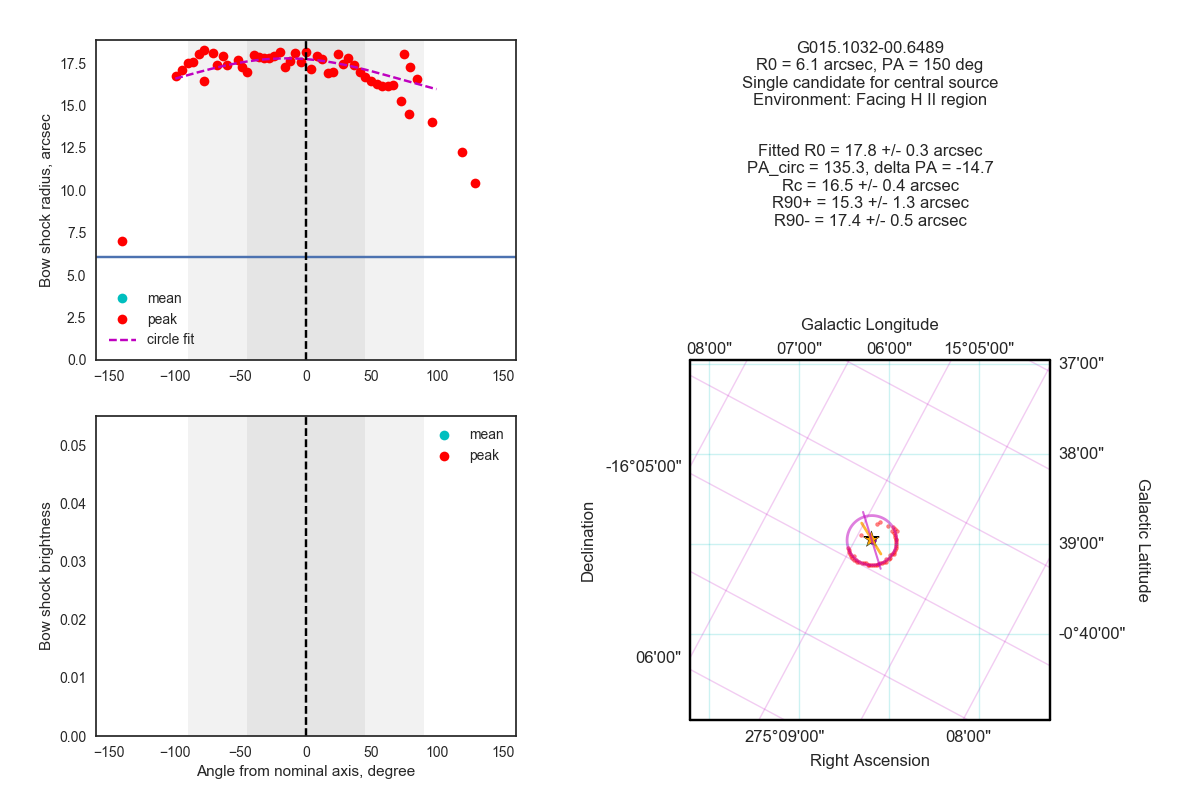 17.5
15.0
12.5
10.0
7.5
5.0
2.5
0.0
Bow shock radius, arcsec
mean
peak
circle fit
−150 −100 −50 0 50 100 150
G015.1032-00.6489
R0 = 6.1 arcsec, PA = 150 deg
Single candidate for central source
Environment: Facing H II region
Fitted R0 = 17.8 +/- 0.3 arcsec
PA_circ = 135.3, delta PA = -14.7
Rc = 16.5 +/- 0.4 arcsec
R90+ = 15.3 +/- 1.3 arcsec
R90- = 17.4 +/- 0.5 arcsec
0.05
0.04
0.03
0.02
0.01
0.00
Bow shock brightness
mean
peak
−150 −100 −50 0 50 100 150
Angle from nominal axis, degree
Galactic Longitude
08'00" 07'00" 06'00" 15°05'00"
37'00"
38'00"
39'00"
-0°40'00"
Galactic Latitude
-16°05'00"
06'00"
Declination
275°09'00" 08'00"
Right Ascension